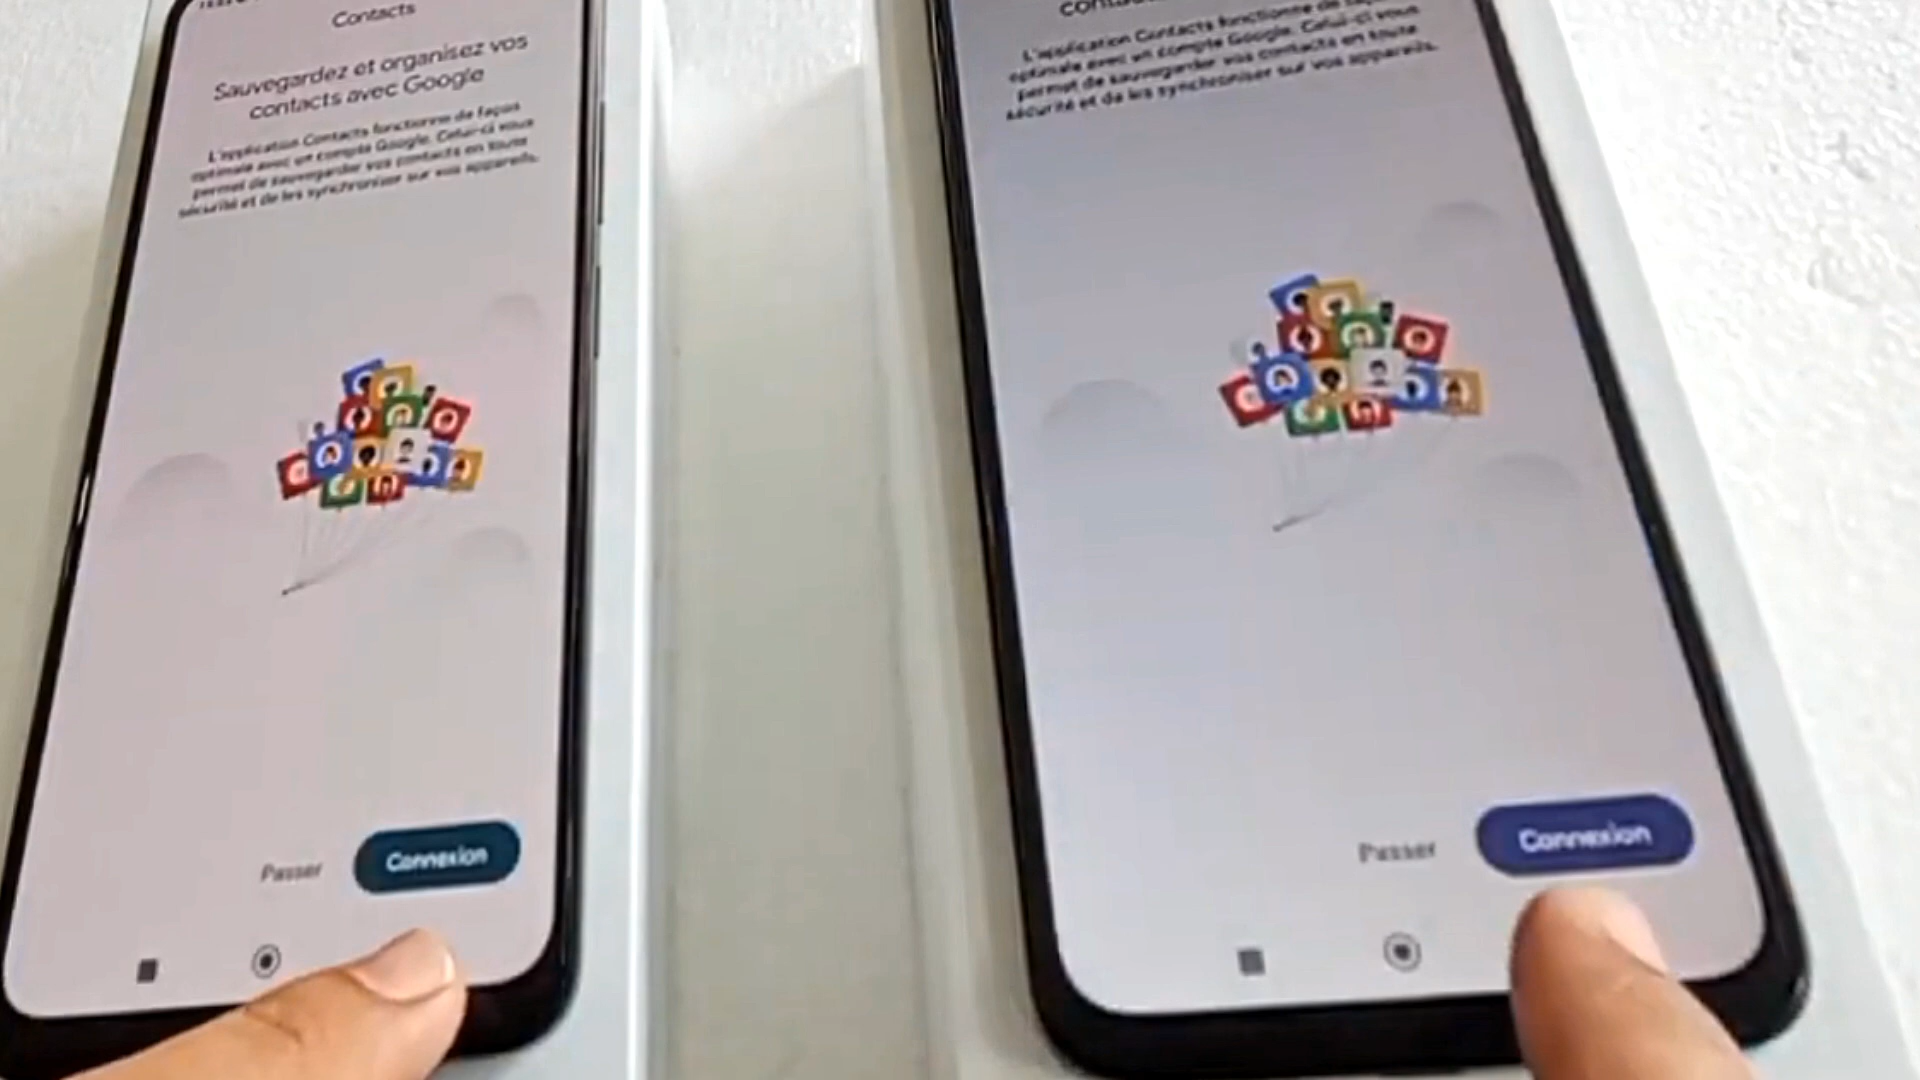 Contacts
Sauvegardez et organisez vos
contacts avec Google
L'application Contacts fonctionne de façon
optimale avec un compte Google. Celui-ci vous
permet de sauvegarder vos contacts en toute
sécurité et de les synchroniser sur vos appareils.
Passer
Connexion
L'application Contacts fonctionne de
optimale avec un compte Google. Celui-ci vous
permet de sauvegarder vos contacts en toute
sécurité et de les synchroniser sur vos appareils.
Passer
Connexion